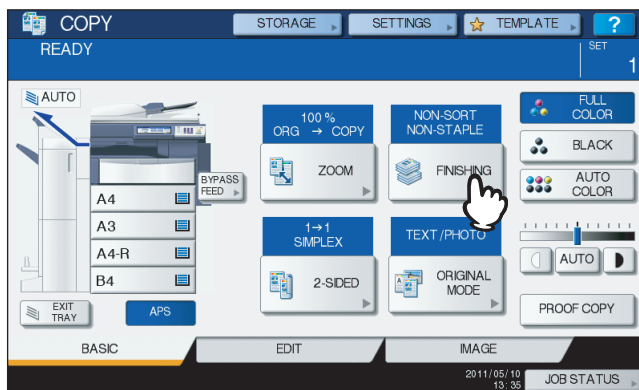 COPY
STORAGE
SETTINGS
TEMPLATE
?
READY
SET
1
AUTO
A4
A3
A4-R
B4
BYPASS
FEED
EXIT
TRAY
APS
100 %
ORG → COPY
ZOOM
NON-SORT
NON-STAPLE
FINISHING
1→1
SIMPLEX
2-SIDED
TEXT/PHOTO
ORIGINAL
MODE
FULL
COLOR
BLACK
AUTO
COLOR
AUTO
PROOF COPY
BASIC
EDIT
IMAGE
2011/05/10
13:35
JOB STATUS